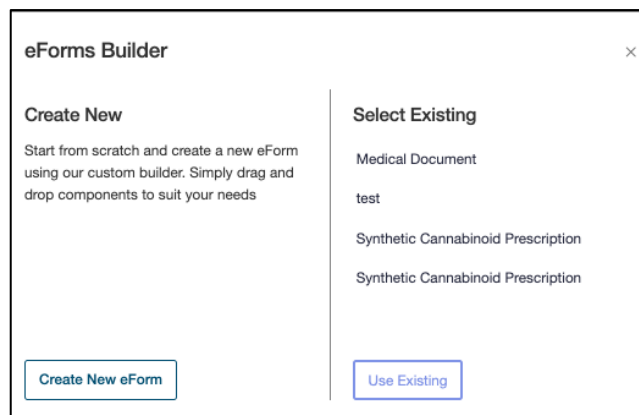 eForms Builder
×
Create New
Start from scratch and create a new eForm
using our custom builder. Simply drag and
drop components to suit your needs
Create New eForm
Select Existing
Medical Document
test
Synthetic Cannabinoid Prescription
Synthetic Cannabinoid Prescription
Use Existing